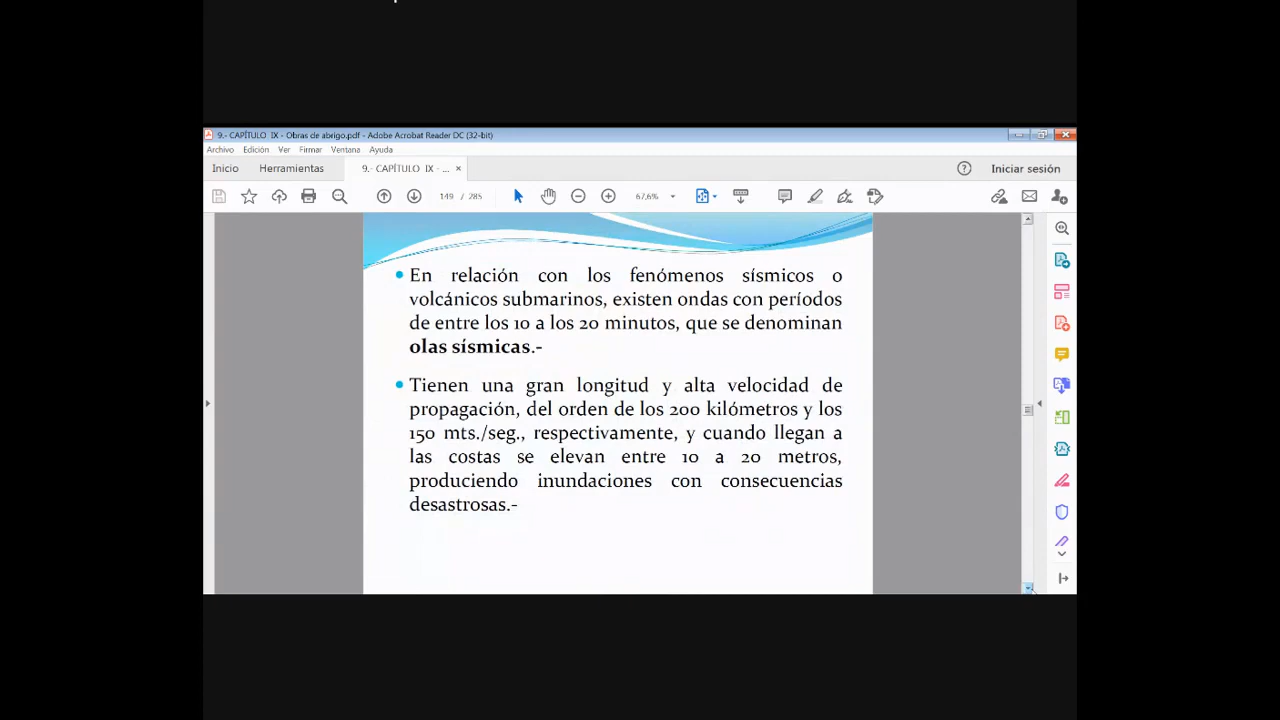 9.- CAPÍTULO IX - Obras de abrigo.pdf - Adobe Acrobat Reader DC (32-bit)
Archivo Edición Ver Firmar Ventana Ayuda
Inicio Herramientas 9.- CAPÍTULO IX - ... × Iniciar sesión
149 / 285 67,6%
• En relación con los fenómenos sísmicos o
volcánicos submarinos, existen ondas con períodos
de entre los 10 a los 20 minutos, que se denominan
olas sísmicas.-
• Tienen una gran longitud y alta velocidad de
propagación, del orden de los 200 kilómetros y los
150 mts./seg., respectivamente, y cuando llegan a
las costas se elevan entre 10 a 20 metros,
produciendo inundaciones con consecuencias
desastrosas.-